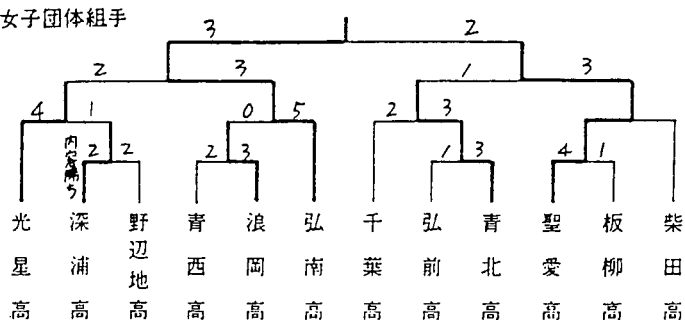 女子団体組手
3 2
2 3 1 3
4 1 0 5 2 3
内容勝ち 2 2 2 3 1 3 4 1
光星高 深浦高 野辺地高 青西高 浪岡高 弘南高 千葉高 弘前高 青北高 聖愛高 板柳高 柴田高